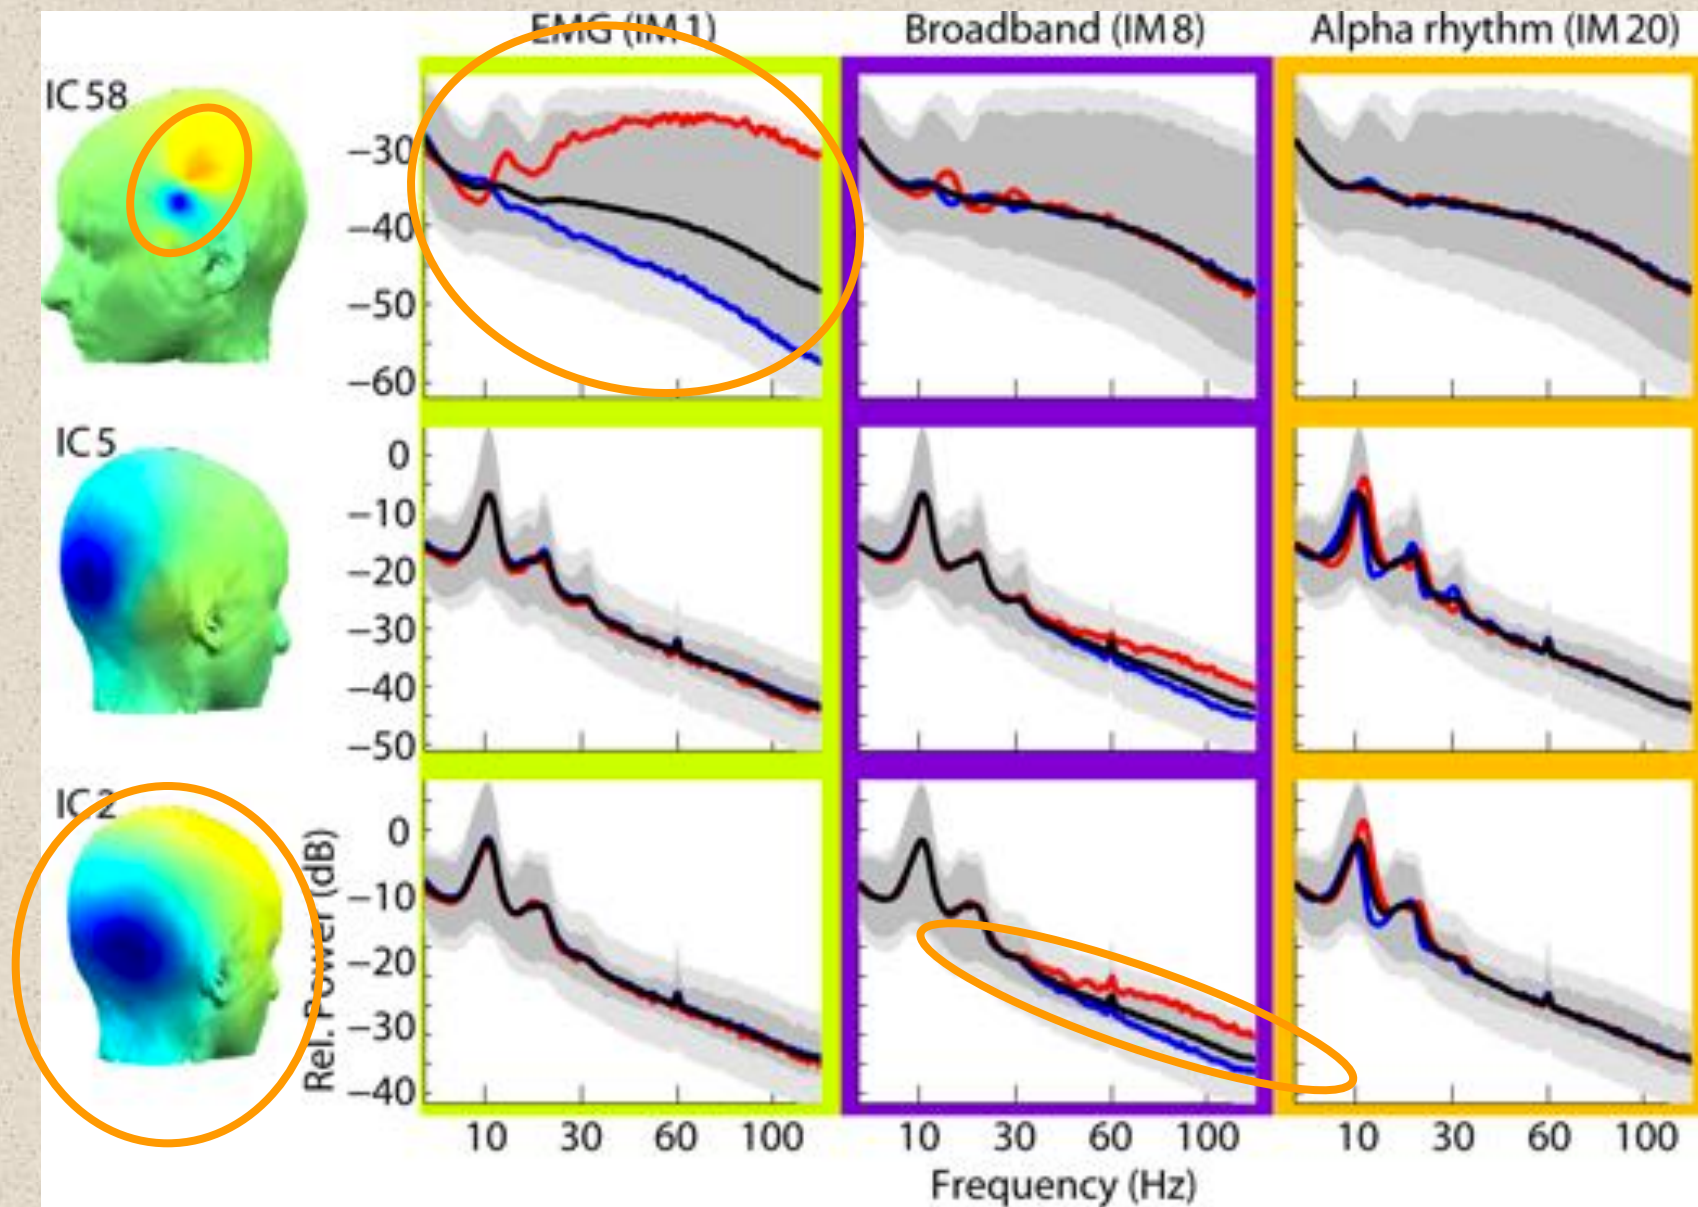 EMG (IM 1) Broadband (IM 8) Alpha rhythm (IM 20)
IC 58
−30
−40
−50
−60
IC 5
0
−10
−20
−30
−40
−50
IC 2
Rel. Power (dB)
0
−10
−20
−30
−40
10 30 60 100 10 30 60 100 10 30 60 100
Frequency (Hz)